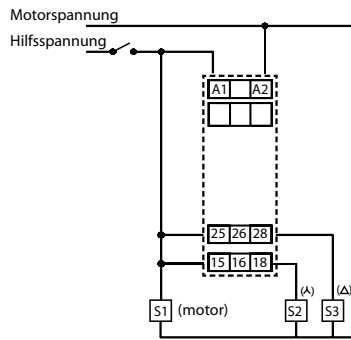 Motorspannung
Hilfsspannung
A1 A2
25 26 28
15 16 18
S1 (motor) S2 (⅄) S3 (Δ)